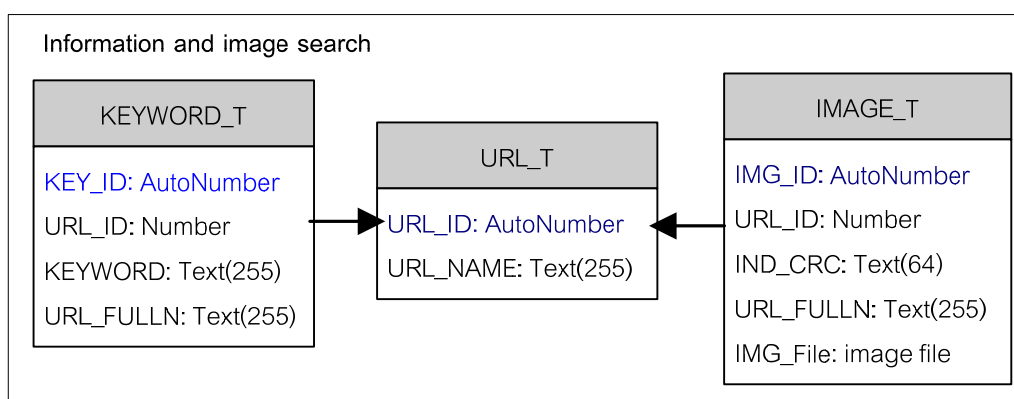 Information and image search
KEYWORD_T
KEY_ID: AutoNumber
URL_ID: Number
KEYWORD: Text(255)
URL_FULLN: Text(255)
URL_T
URL_ID: AutoNumber
URL_NAME: Text(255)
IMAGE_T
IMG_ID: AutoNumber
URL_ID: Number
IND_CRC: Text(64)
URL_FULLN: Text(255)
IMG_File: image file